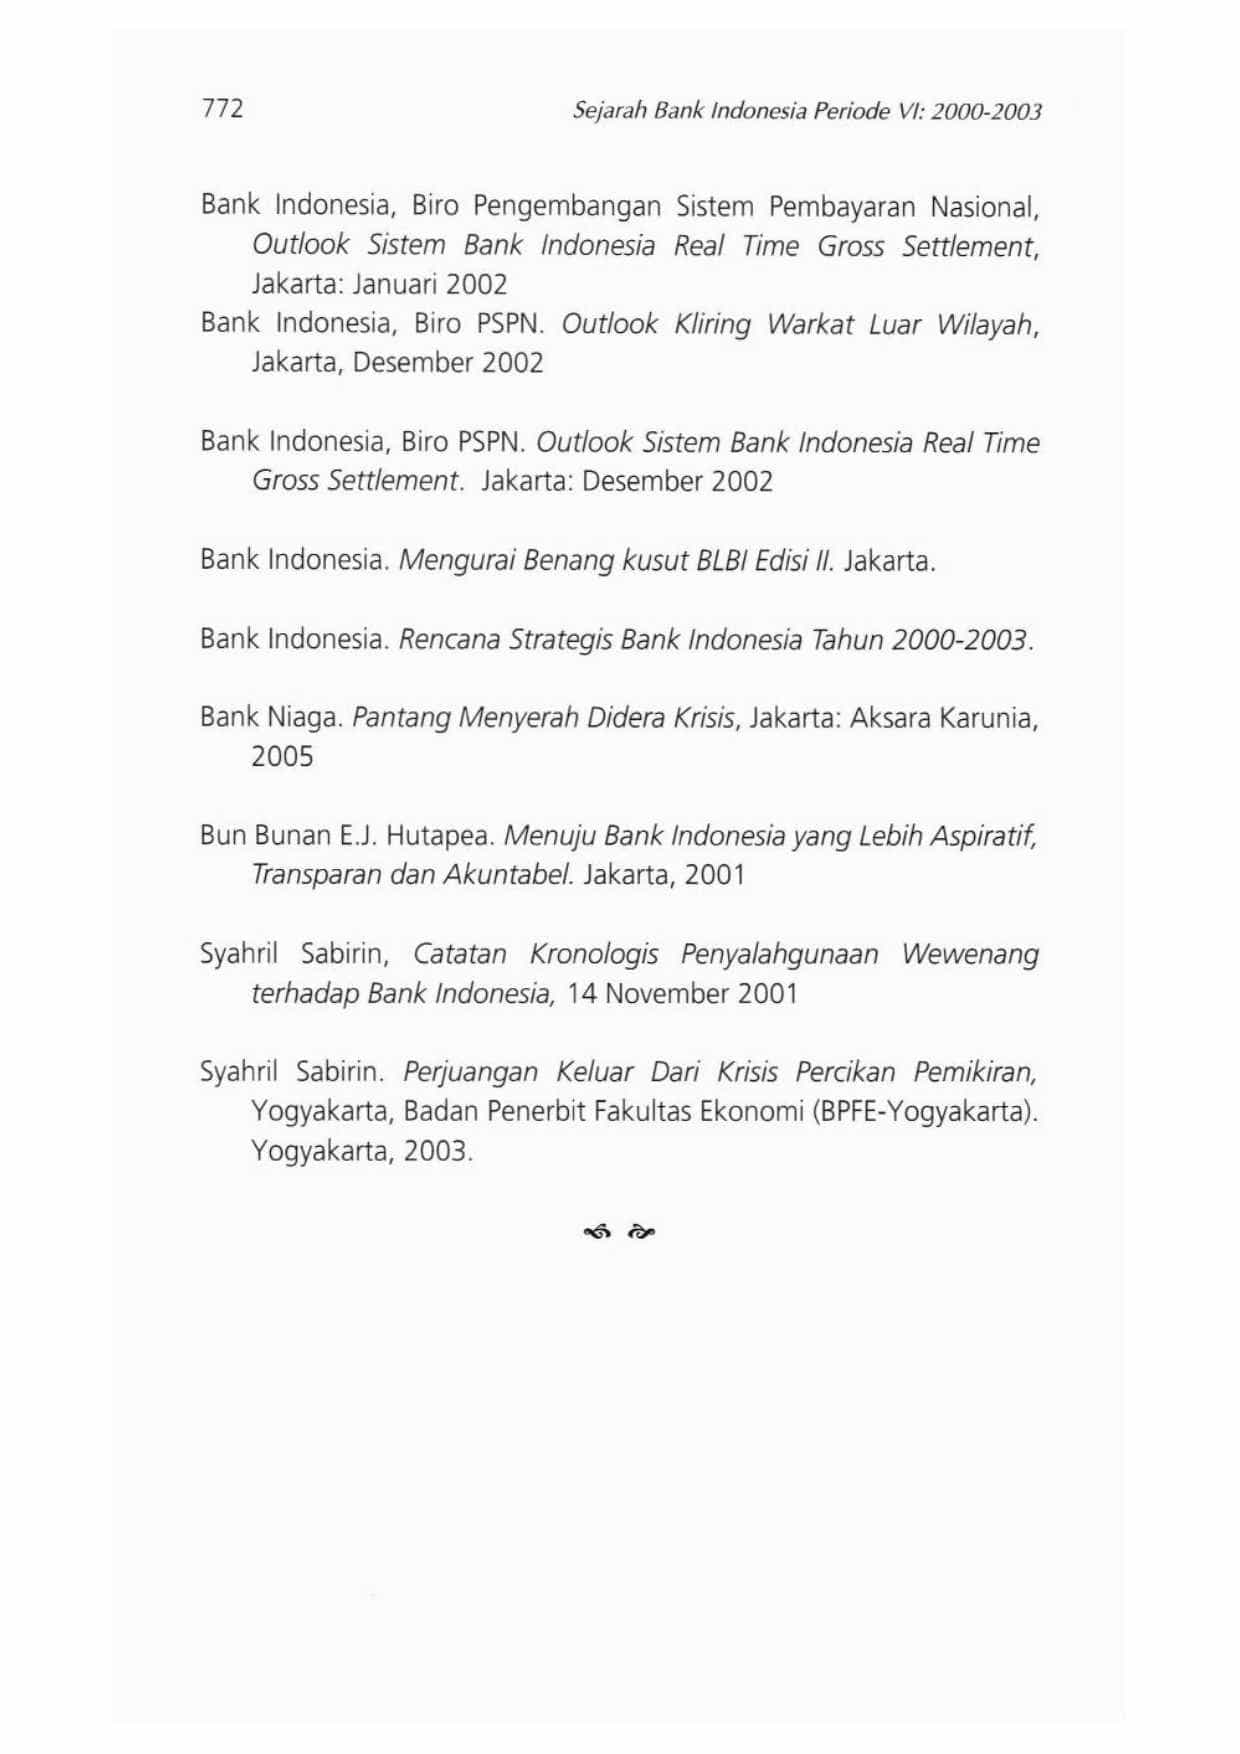 772
Sejarah Bank Indonesia Periode VI: 2000-2003
Bank Indonesia, Biro Pengembangan Sistem Pembayaran Nasional,
Outlook Sistem Bank Indonesia Real Time Gross Settlement,
Jakarta: Januari 2002
Bank Indonesia, Biro PSPN. Outlook Kliring Warkat Luar Wilayah,
Jakarta, Desember 2002
Bank Indonesia, Biro PSPN. Outlook Sistem Bank Indonesia Real Time
Gross Settlement. Jakarta: Desember 2002
Bank Indonesia. Mengurai Benang kusut BLBI Edisi II. Jakarta.
Bank Indonesia. Rencana Strategis Bank Indonesia Tahun 2000-2003.
Bank Niaga. Pantang Menyerah Didera Krisis, Jakarta: Aksara Karunia,
2005
Bun Bunan E.J. Hutapea. Menuju Bank Indonesia yang Lebih Aspiratif,
Transparan dan Akuntabel. Jakarta, 2001
Syahril Sabirin, Catatan Kronologis Penyalahgunaan Wewenang
terhadap Bank Indonesia, 14 November 2001
Syahril Sabirin. Perjuangan Keluar Dari Krisis Percikan Pemikiran,
Yogyakarta, Badan Penerbit Fakultas Ekonomi (BPFE-Yogyakarta).
Yogyakarta, 2003.